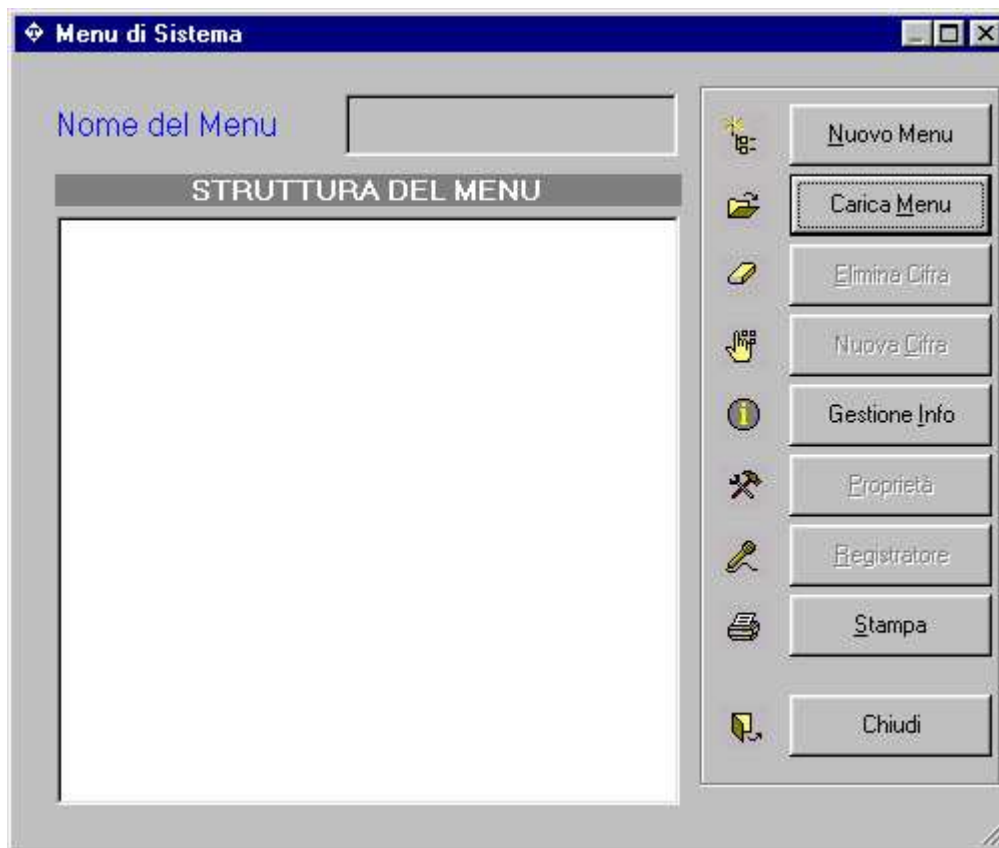 Menu di Sistema
Nome del Menu
STRUTTURA DEL MENU
Nuovo Menu
Carica Menu
Elimina Cifra
Nuova Cifra
Gestione Info
Proprietà
Registratore
Stampa
Chiudi